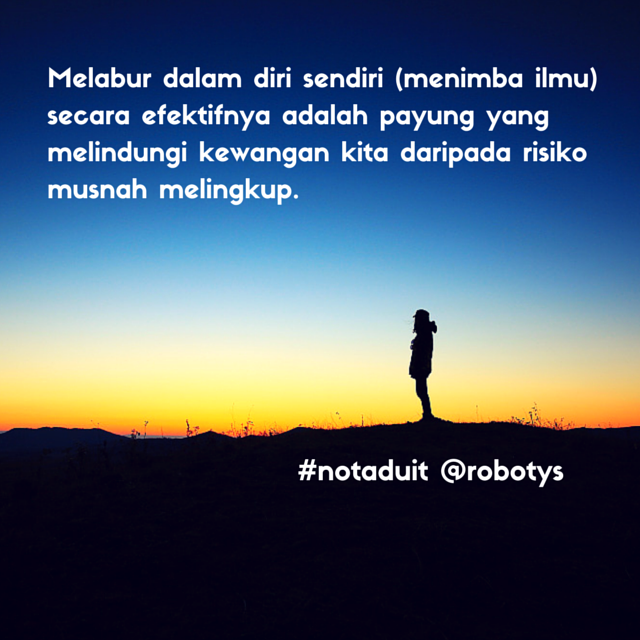 Melabur dalam diri sendiri (menimba ilmu)
secara efektifnya adalah payung yang
melindungi kewangan kita daripada risiko
musnah melingkup.
#notaduit @robotys